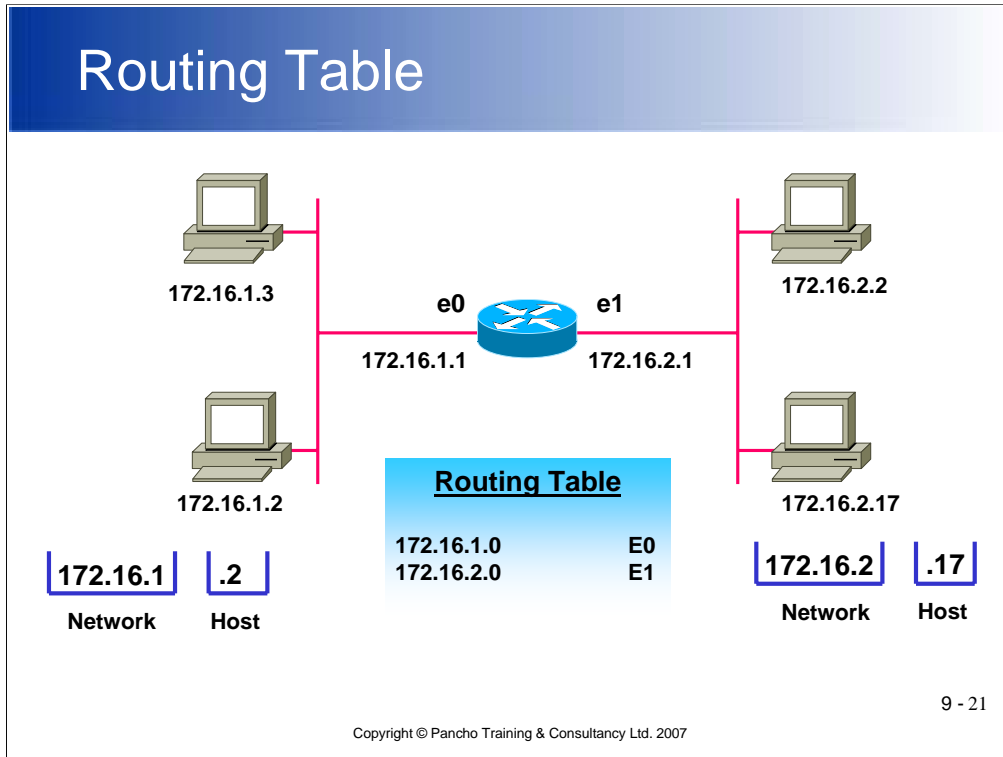 Routing Table
172.16.1.3
172.16.2.2
e0
e1
172.16.1.1
172.16.2.1
172.16.1.2
172.16.2.17
Routing Table
172.16.1.0 E0
172.16.2.0 E1
172.16.1 .2
Network Host
172.16.2 .17
Network Host
9 - 21
Copyright © Pancho Training & Consultancy Ltd. 2007